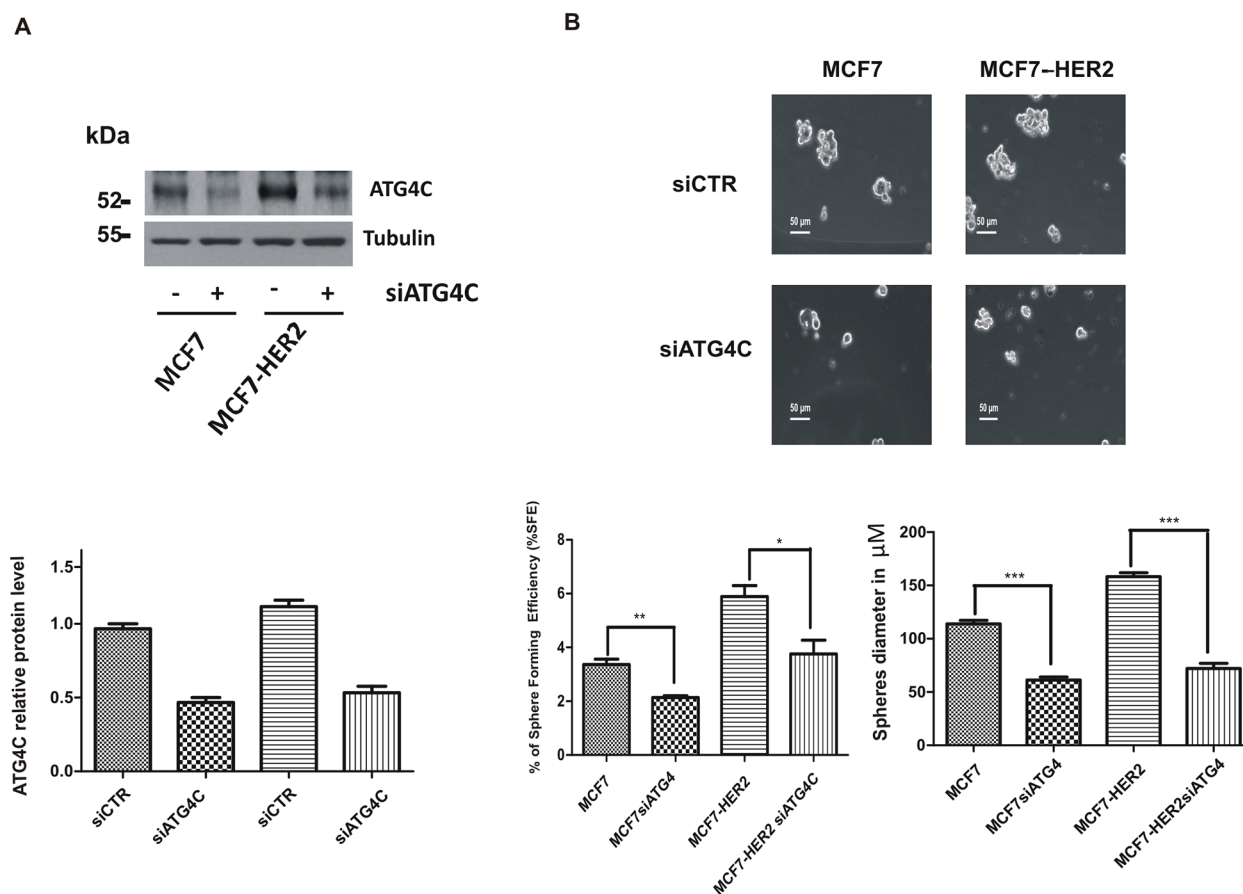 A
kDa
52
55
ATG4C
Tubulin
- + - + siATG4C
MCF7
MCF7-HER2
ATG4C relative protein level
1.5
1.0
0.5
0.0
siCTR
siATG4C
siCTR
siATG4C
B
MCF7 MCF7-HER2
siCTR
50 µm
50 µm
siATG4C
50 µm
50 µm
% of Sphere Forming Efficiency (%SFE)
8
6
4
2
0
**
*
MCF7
MCF7siATG4
MCF7-HER2
MCF7-HER2 siATG4C
Spheres diameter in µM
200
150
100
50
0
***
***
MCF7
MCF7siATG4
MCF7-HER2
MCF7-HER2siATG4